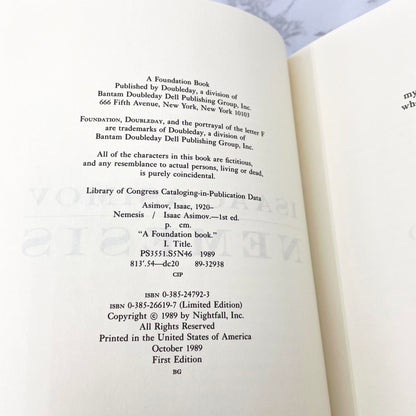 A Foundation Book
Published by Doubleday, a division of
Bantam Doubleday Dell Publishing Group, Inc.
666 Fifth Avenue, New York, New York 10103
FOUNDATION, DOUBLEDAY, and the portrayal of the letter F
are trademarks of Doubleday, a division of
Bantam Doubleday Dell Publishing Group, Inc.
All of the characters in this book are fictitious,
and any resemblance to actual persons, living or dead,
is purely coincidental.
Library of Congress Cataloging-in-Publication Data
Asimov, Isaac, 1920–
Nemesis / Isaac Asimov.—1st ed.
p. cm.
“A Foundation book.”
I. Title.
PS3551.S5N46 1989
813'.54—dc20 89-32938
CIP
ISBN 0-385-24792-3
ISBN 0-385-26619-7 (Limited Edition)
Copyright © 1989 by Nightfall, Inc.
All Rights Reserved
Printed in the United States of America
October 1989
First Edition
BG
my